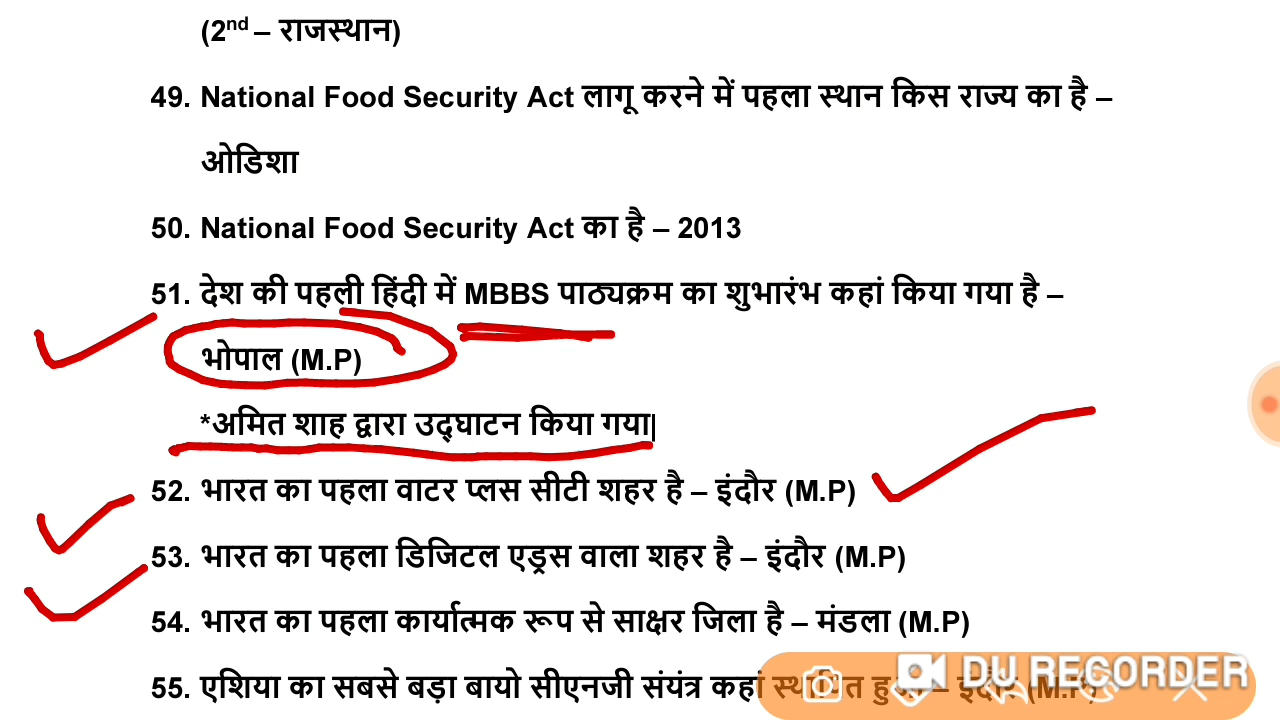 (2nd – राजस्थान)
49. National Food Security Act लागू करने में पहला स्थान किस राज्य का है –
ओडिशा
50. National Food Security Act का है – 2013
51. देश की पहली हिंदी में MBBS पाठ्यक्रम का शुभारंभ कहां किया गया है –
भोपाल (M.P)
*अमित शाह द्वारा उद्घाटन किया गया|
52. भारत का पहला वाटर प्लस सीटी शहर है – इंदौर (M.P)
53. भारत का पहला डिजिटल एड्रस वाला शहर है – इंदौर (M.P)
54. भारत का पहला कार्यात्मक रूप से साक्षर जिला है – मंडला (M.P)
55. एशिया का सबसे बड़ा बायो सीएनजी संयंत्र कहां स्थापित हुआ – इंदौर (M.P)
DU RECORDER